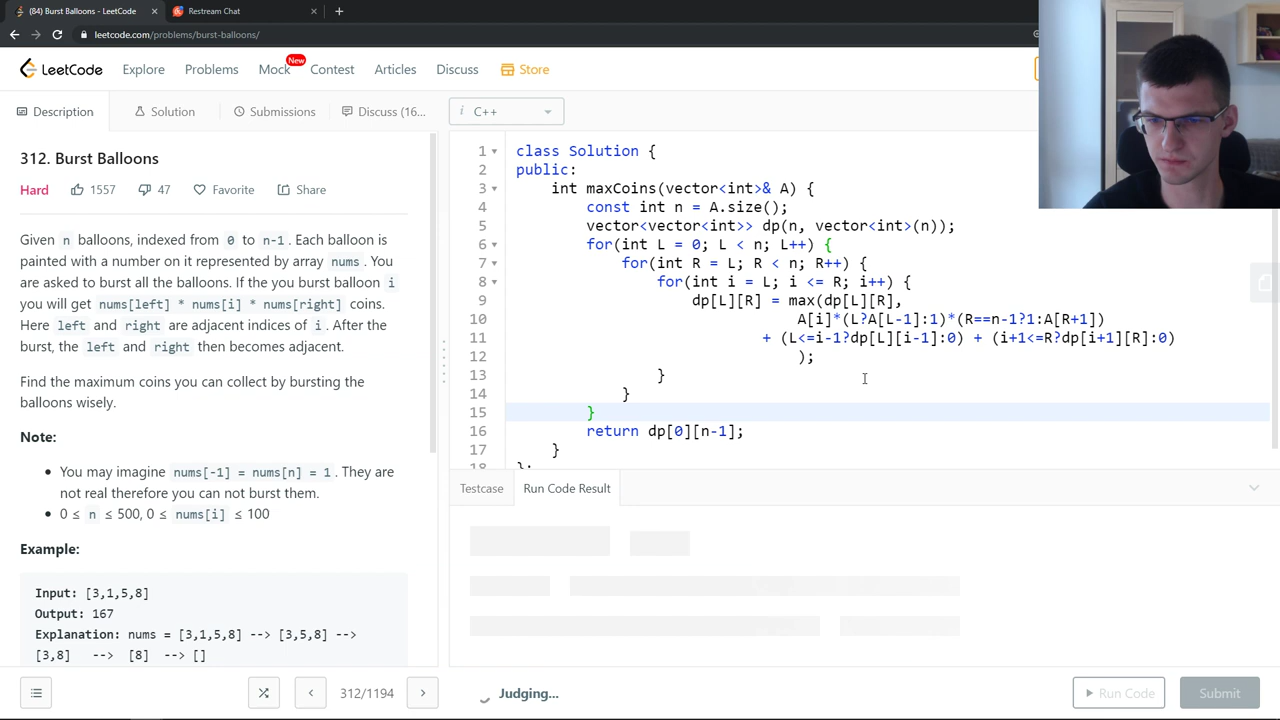 (84) Burst Balloons - LeetCode
Restream Chat
leetcode.com/problems/burst-balloons/
LeetCode
Explore
Problems
Mock
New
Contest
Articles
Discuss
Store
Description
Solution
Submissions
Discuss (16...
i C++
312. Burst Balloons
Hard
1557
47
Favorite
Share
Given n balloons, indexed from 0 to n-1. Each balloon is
painted with a number on it represented by array nums. You
are asked to burst all the balloons. If the you burst balloon i
you will get nums[left] * nums[i] * nums[right] coins.
Here left and right are adjacent indices of i. After the
burst, the left and right then becomes adjacent.
Find the maximum coins you can collect by bursting the
balloons wisely.
Note:
• You may imagine nums[-1] = nums[n] = 1. They are
not real therefore you can not burst them.
• 0 ≤ n ≤ 500, 0 ≤ nums[i] ≤ 100
Example:
Input: [3,1,5,8]
Output: 167
Explanation: nums = [3,1,5,8] --> [3,5,8] -->
[3,8] --> [8] --> []
1 class Solution {
2 public:
3 int maxCoins(vector<int>& A) {
4 const int n = A.size();
5 vector<vector<int>> dp(n, vector<int>(n));
6 for(int L = 0; L < n; L++) {
7 for(int R = L; R < n; R++) {
8 for(int i = L; i <= R; i++) {
9 dp[L][R] = max(dp[L][R],
10 A[i]*(L?A[L-1]:1)*(R==n-1?1:A[R+1])
11 + (L<=i-1?dp[L][i-1]:0) + (i+1<=R?dp[i+1][R]:0)
12 );
13 }
14 }
15 }
16 return dp[0][n-1];
17 }
18 };
Testcase
Run Code Result
312/1194
Judging...
Run Code
Submit